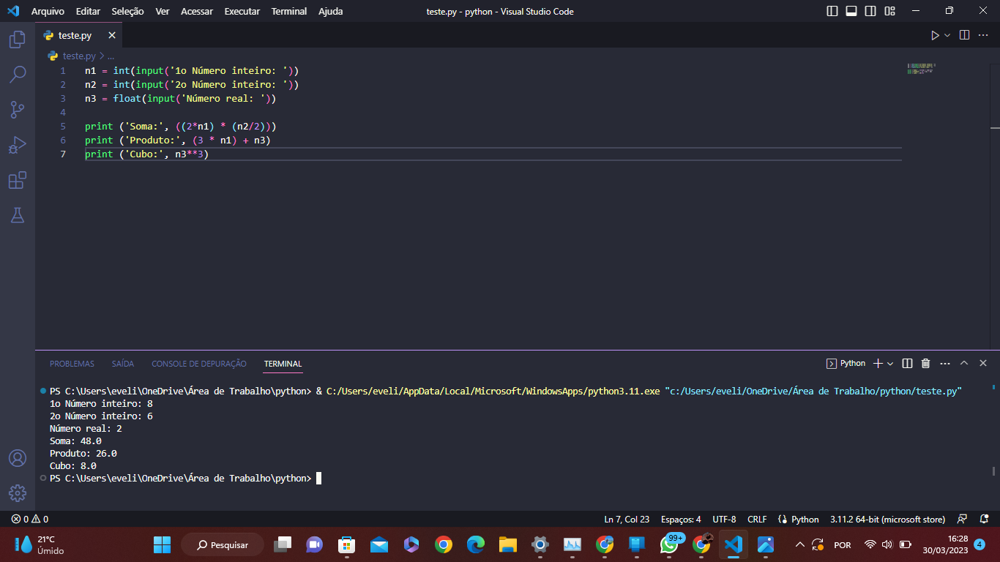 Arquivo Editar Seleção Ver Acessar Executar Terminal Ajuda teste.py - python - Visual Studio Code
teste.py
teste.py > ...
1 n1 = int(input('1o Número inteiro: '))
2 n2 = int(input('2o Número inteiro: '))
3 n3 = float(input('Número real: '))
4
5 print ('Soma:', ((2*n1) * (n2/2)))
6 print ('Produto:', (3 * n1) + n3)
7 print ('Cubo:', n3**3)
PROBLEMAS SAÍDA CONSOLE DE DEPURAÇÃO TERMINAL Python
PS C:\Users\eveli\OneDrive\Área de Trabalho\python> & C:/Users/eveli/AppData/Local/Microsoft/WindowsApps/python3.11.exe "c:/Users/eveli/OneDrive/Área de Trabalho/python/teste.py"
1o Número inteiro: 8
2o Número inteiro: 6
Número real: 2
Soma: 48.0
Produto: 26.0
Cubo: 8.0
PS C:\Users\eveli\OneDrive\Área de Trabalho\python>
0 0 Ln 7, Col 23 Espaços: 4 UTF-8 CRLF Python 3.11.2 64-bit (microsoft store)
21°C
Úmido
Pesquisar
99+
POR
16:28
30/03/2023
4